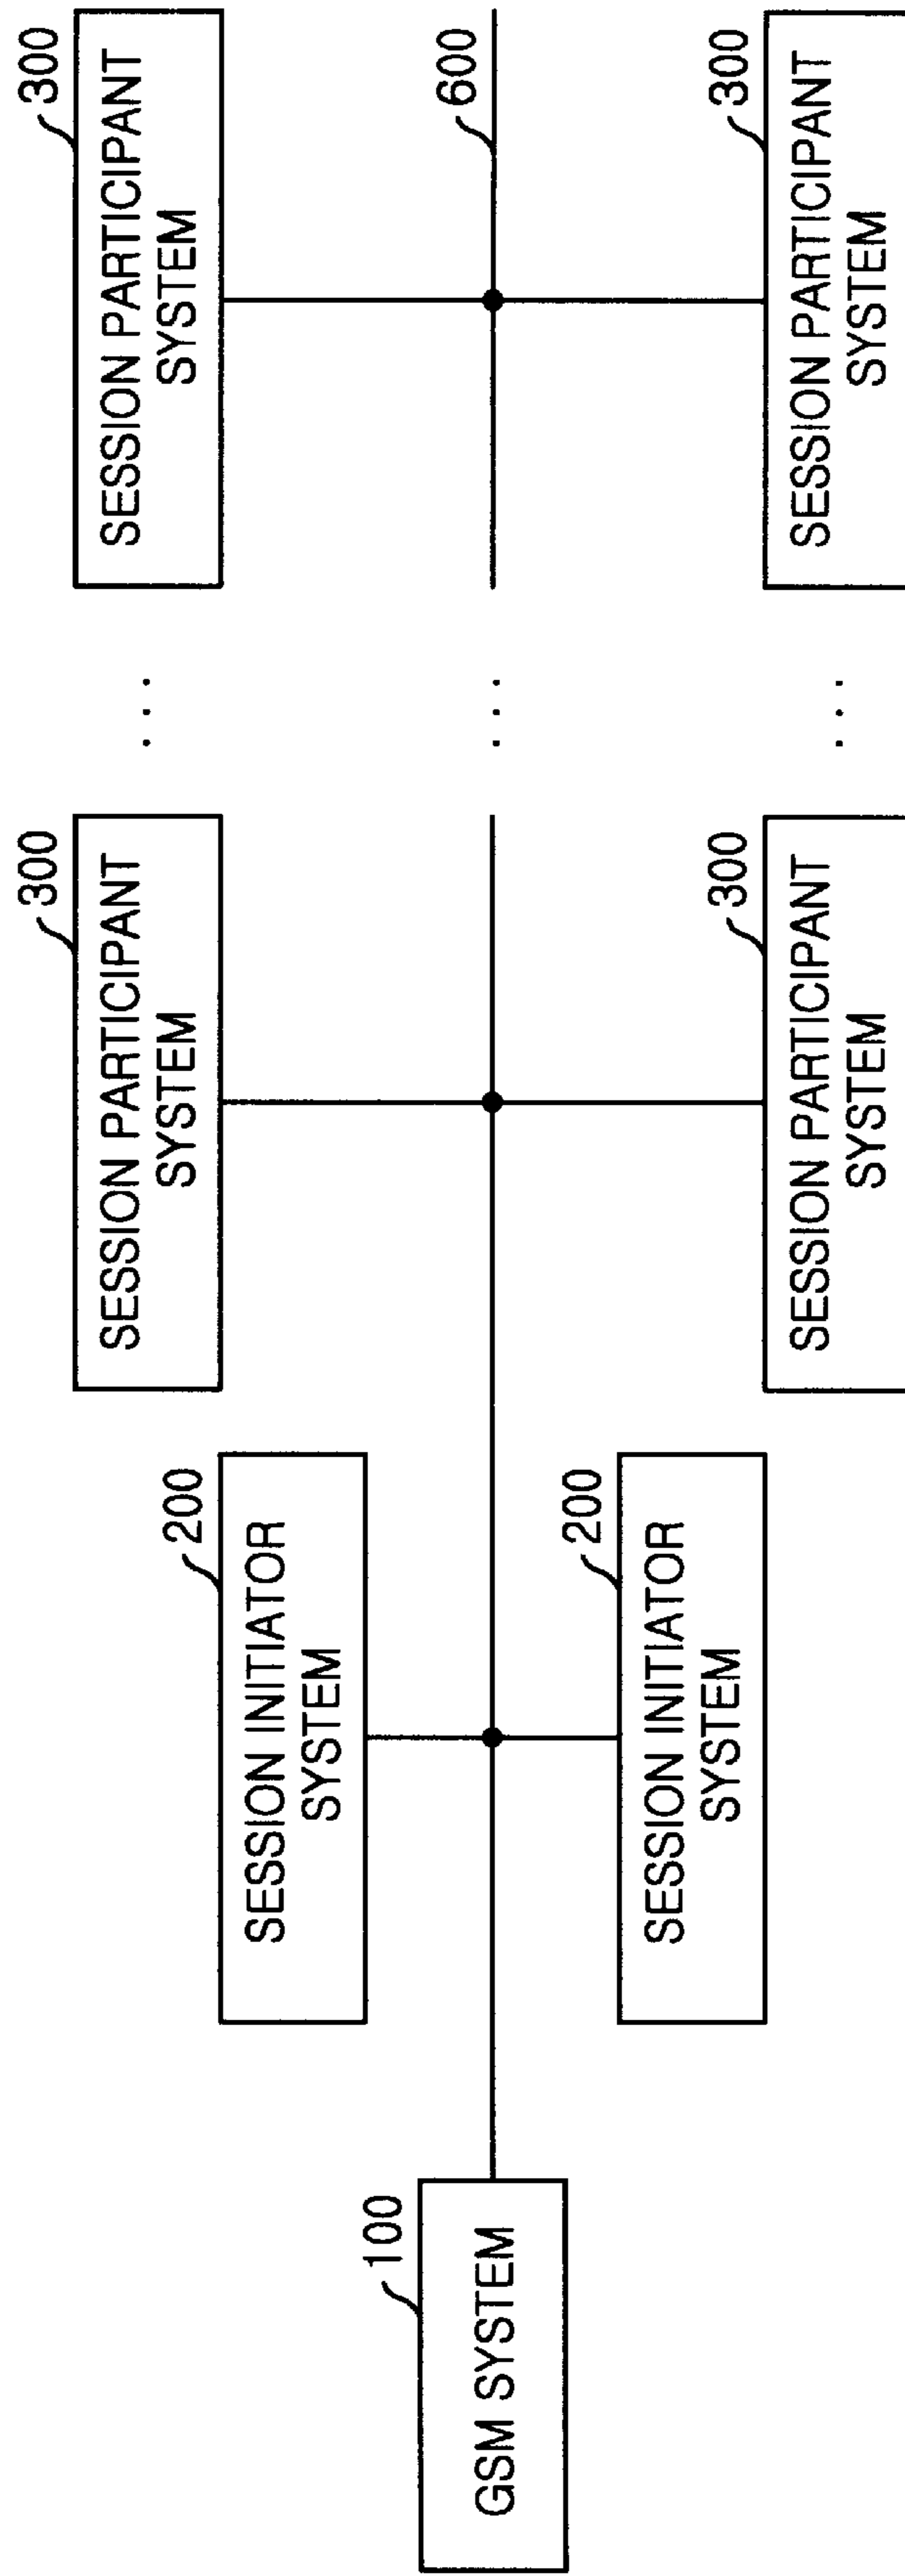 100
GSM SYSTEM
200
SESSION INITIATOR
SYSTEM
200
SESSION INITIATOR
SYSTEM
300
SESSION PARTICIPANT
SYSTEM
300
SESSION PARTICIPANT
SYSTEM
...
...
...
300
SESSION PARTICIPANT
SYSTEM
600
300
SESSION PARTICIPANT
SYSTEM